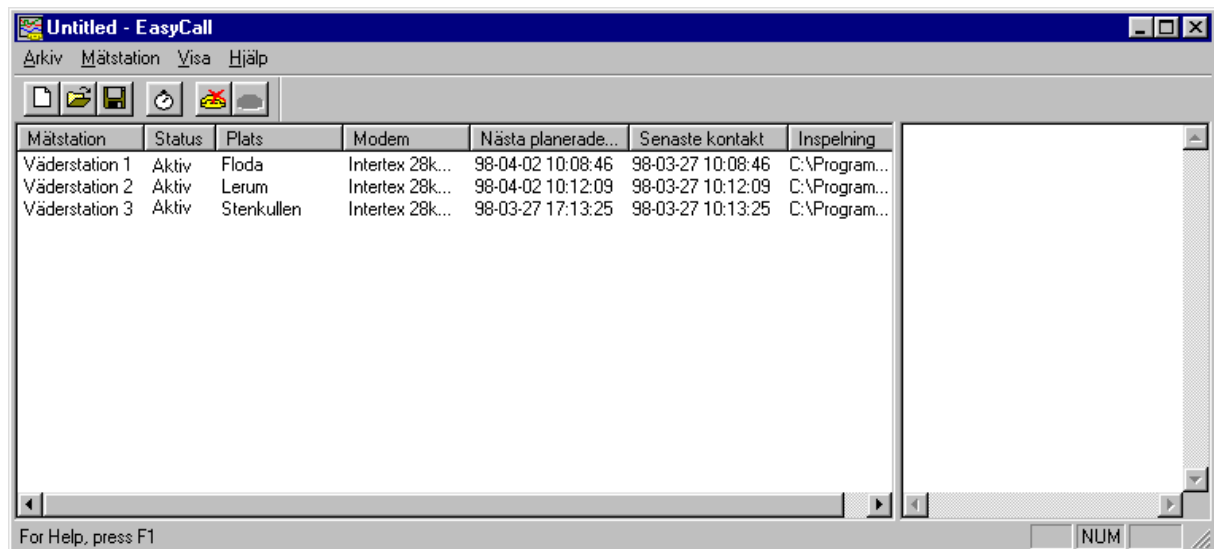 Untitled - EasyCall
Arkiv Mätstation Visa Hjälp
Mätstation Status Plats Modem Nästa planerade... Senaste kontakt Inspelning
Väderstation 1 Aktiv Floda Intertex 28k... 98-04-02 10:08:46 98-03-27 10:08:46 C:\Program...
Väderstation 2 Aktiv Lerum Intertex 28k... 98-04-02 10:12:09 98-03-27 10:12:09 C:\Program...
Väderstation 3 Aktiv Stenkullen Intertex 28k... 98-03-27 17:13:25 98-03-27 10:13:25 C:\Program...
For Help, press F1 NUM